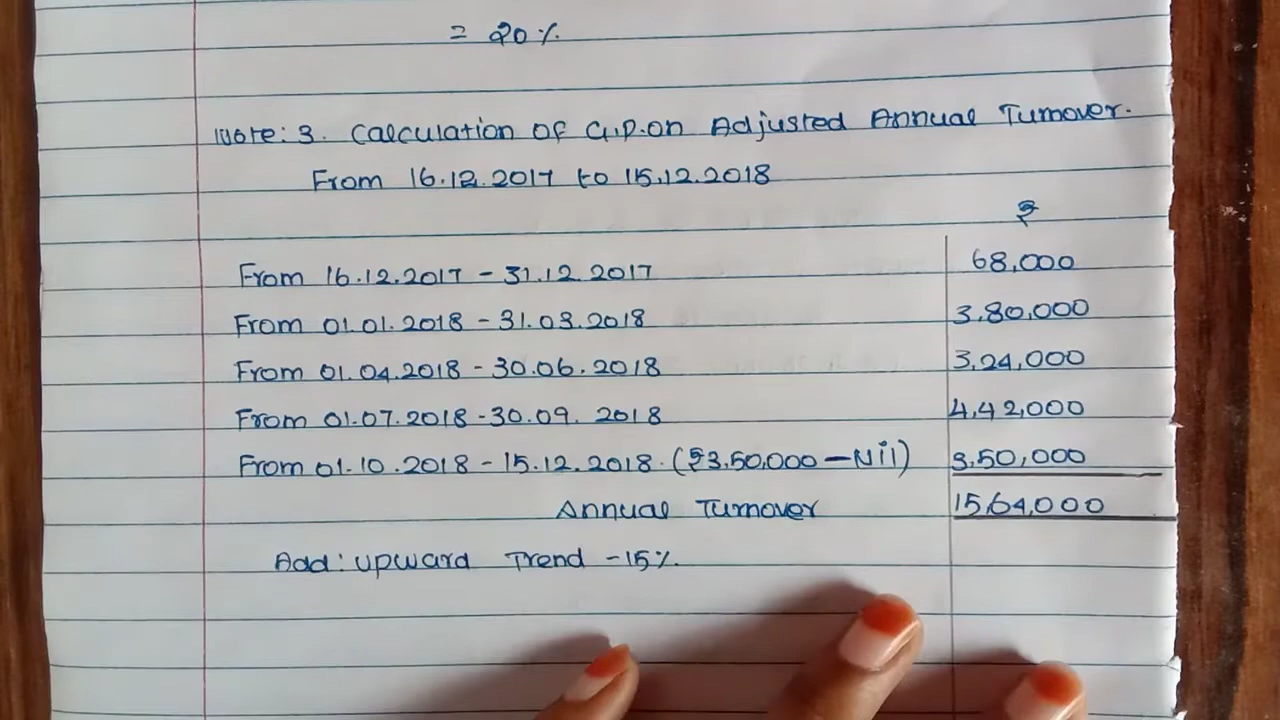 = 20%
Note: 3. Calculation of G.P. on Adjusted Annual Turnover.
From 16.12.2017 to 15.12.2018
₹
From 16.12.2017 - 31.12.2017 68,000
From 01.01.2018 - 31.03.2018 3,80,000
From 01.04.2018 - 30.06.2018 3,24,000
From 01.07.2018 - 30.09.2018 4,42,000
From 01.10.2018 - 15.12.2018. (₹3,50,000 - Nil) 3,50,000
Annual Turnover 15,64,000
Add: upward Trend - 15%.